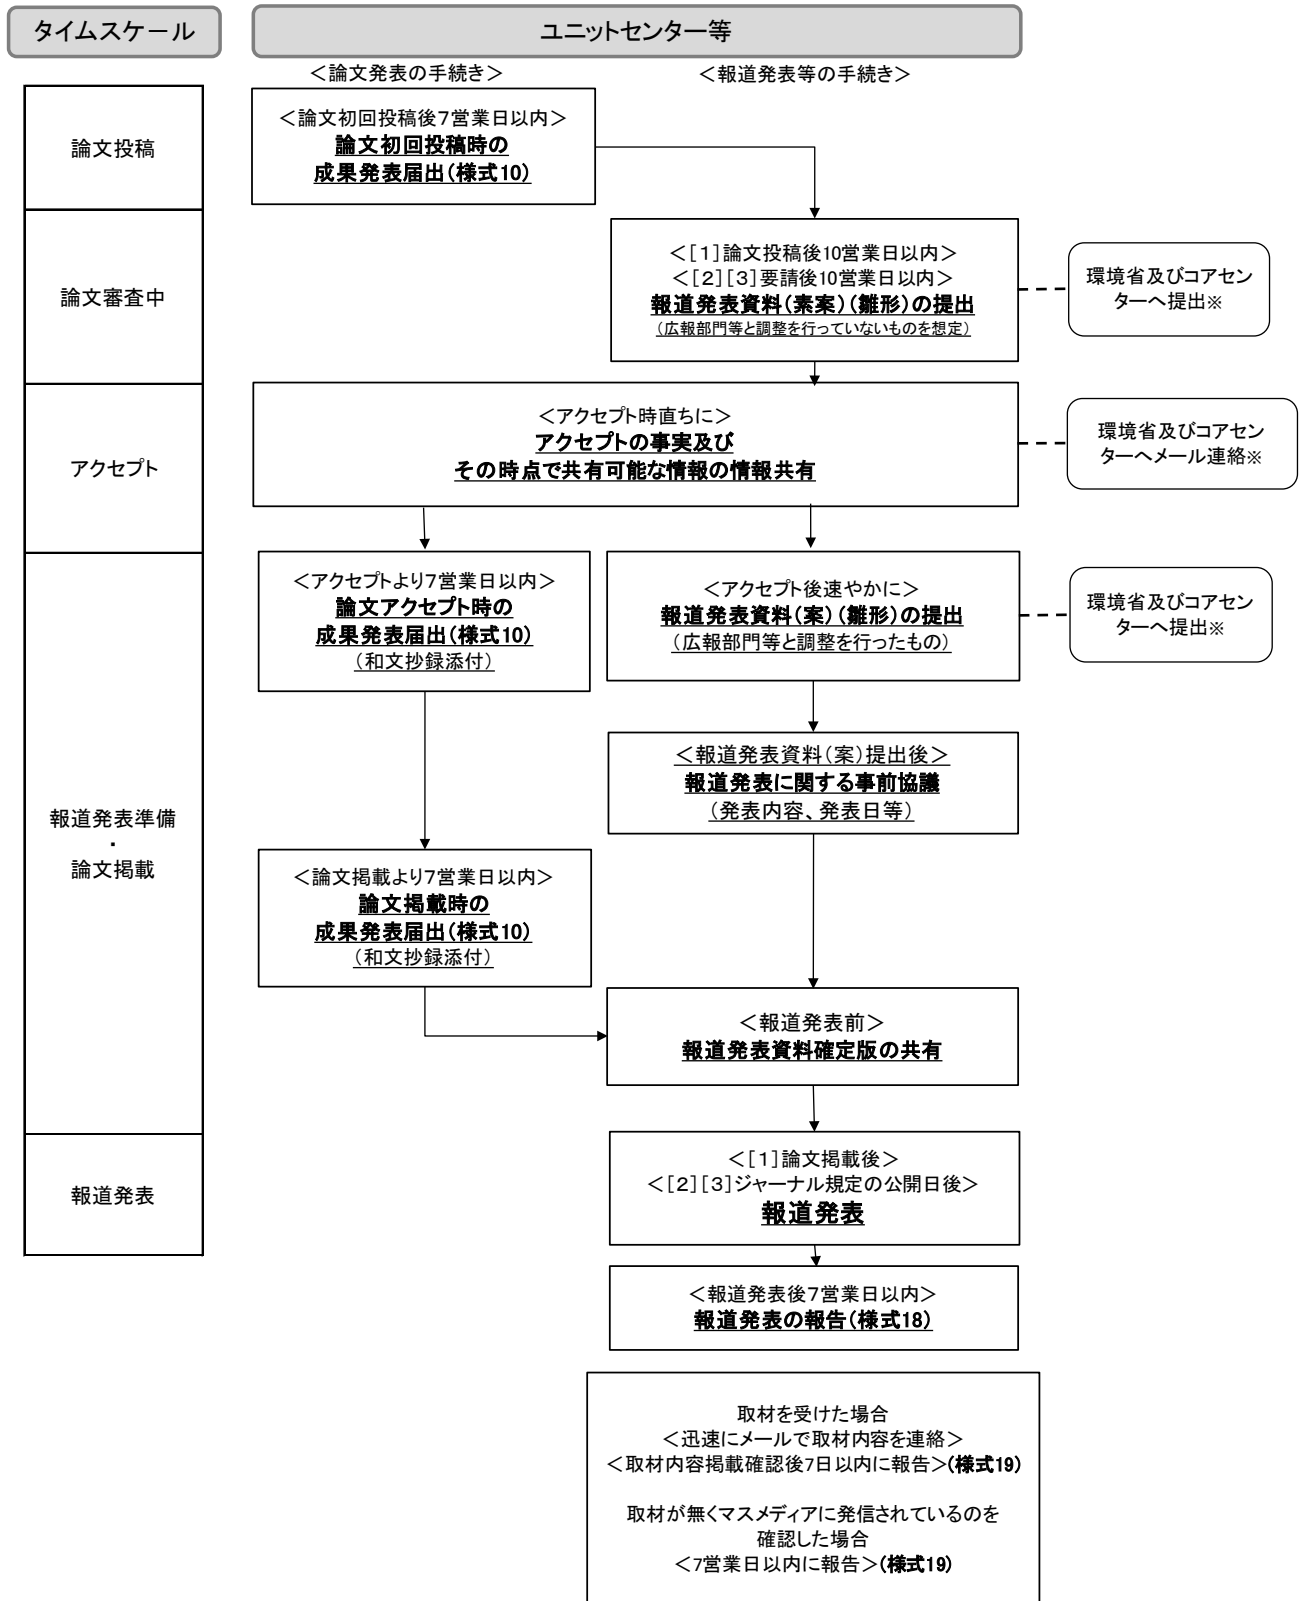 タイムスケール
ユニットセンター等
＜論文発表の手続き＞
＜報道発表等の手続き＞
論文投稿
＜論文初回投稿後7営業日以内＞
論文初回投稿時の
成果発表届出（様式10）
論文審査中
＜[1]論文投稿後10営業日以内＞
＜[2][3]要請後10営業日以内＞
報道発表資料（素案）（雛形）の提出
（広報部門等と調整を行っていないものを想定）
環境省及びコアセン
ターへ提出※
アクセプト
＜アクセプト時直ちに＞
アクセプトの事実及び
その時点で共有可能な情報の情報共有
環境省及びコアセン
ターへメール連絡※
報道発表準備
・
論文掲載
＜アクセプトより7営業日以内＞
論文アクセプト時の
成果発表届出（様式10）
（和文抄録添付）
＜アクセプト後速やかに＞
報道発表資料（案）（雛形）の提出
（広報部門等と調整を行ったもの）
環境省及びコアセン
ターへ提出※
＜報道発表資料（案）提出後＞
報道発表に関する事前協議
（発表内容、発表日等）
＜論文掲載より7営業日以内＞
論文掲載時の
成果発表届出（様式10）
（和文抄録添付）
＜報道発表前＞
報道発表資料確定版の共有
報道発表
＜[1]論文掲載後＞
＜[2][3]ジャーナル規定の公開日後＞
報道発表
＜報道発表後7営業日以内＞
報道発表の報告（様式18）
取材を受けた場合
＜迅速にメールで取材内容を連絡＞
＜取材内容掲載確認後7日以内に報告＞(様式19)
取材が無くマスメディアに発信されているのを
確認した場合
＜7営業日以内に報告＞(様式19)